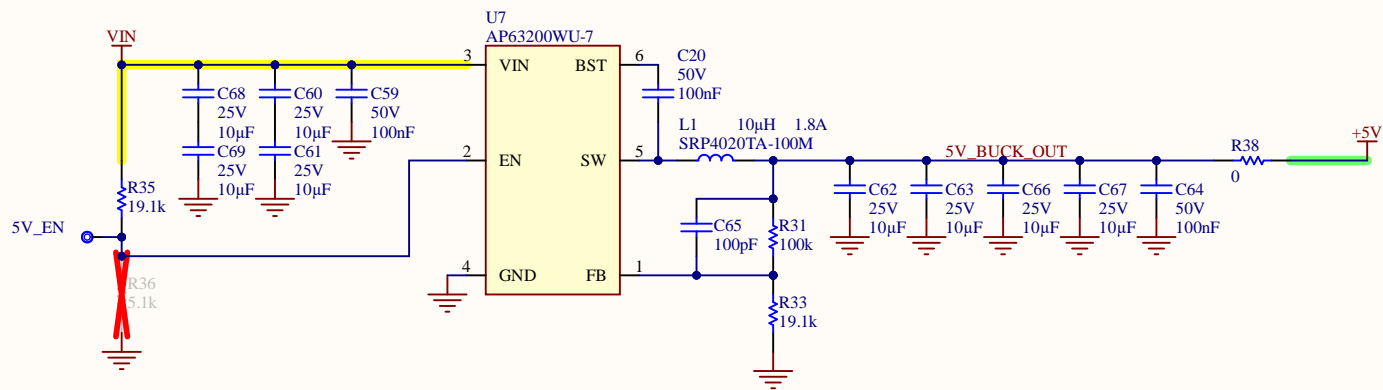 U7
AP63200WU-7
VIN
3
VIN
BST
6
C20
50V
100nF
C68
25V
10µF
C60
25V
10µF
C59
50V
100nF
C69
25V
10µF
C61
25V
10µF
L1
10µH
1.8A
SRP4020TA-100M
2
EN
SW
5
5V_BUCK_OUT
R38
0
+5V
R35
19.1k
5V_EN
C62
25V
10µF
C63
25V
10µF
C66
25V
10µF
C67
25V
10µF
C64
50V
100nF
C65
100pF
R31
100k
4
GND
FB
1
R36
5.1k
R33
19.1k